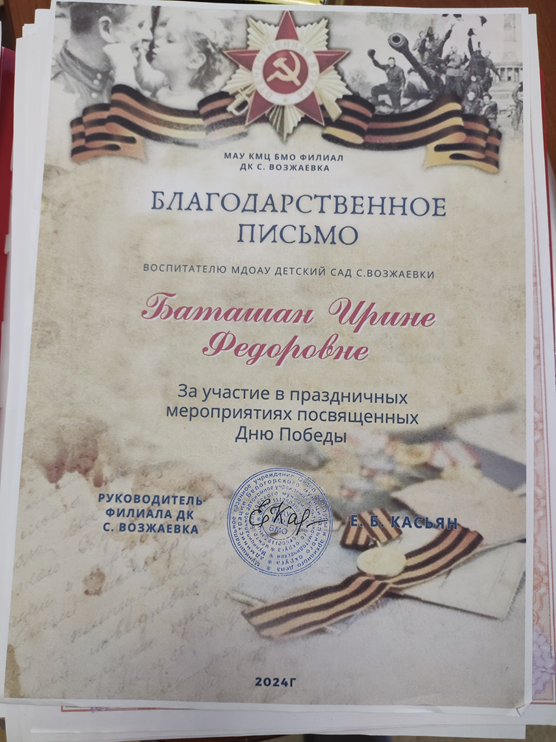 МАУ КМЦ БМО ФИЛИАЛ
ДК С. ВОЗЖАЕВКА
БЛАГОДАРСТВЕННОЕ
ПИСЬМО
ВОСПИТАТЕЛЮ МДОАУ ДЕТСКИЙ САД С.ВОЗЖАЕВКИ
Баташан Ирине
Федоровне
За участие в праздничных
мероприятиях посвященных
Дню Победы
РУКОВОДИТЕЛЬ
ФИЛИАЛА ДК
С. ВОЗЖАЕВКА
Е. Б. КАСЬЯН
2024Г